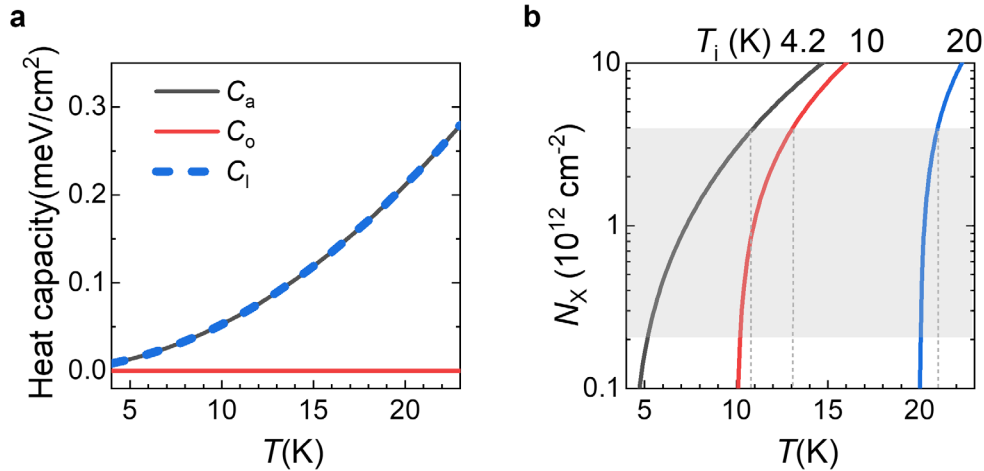 a
Heat capacity(meV/cm²)
0.3
0.2
0.1
0.0
Cₐ
Cₒ
Cₗ
5
10
15
20
T(K)
b
Tᵢ (K) 4.2 10 20
Nₓ (10¹² cm⁻²)
10
1
0.1
5
10
15
20
T(K)